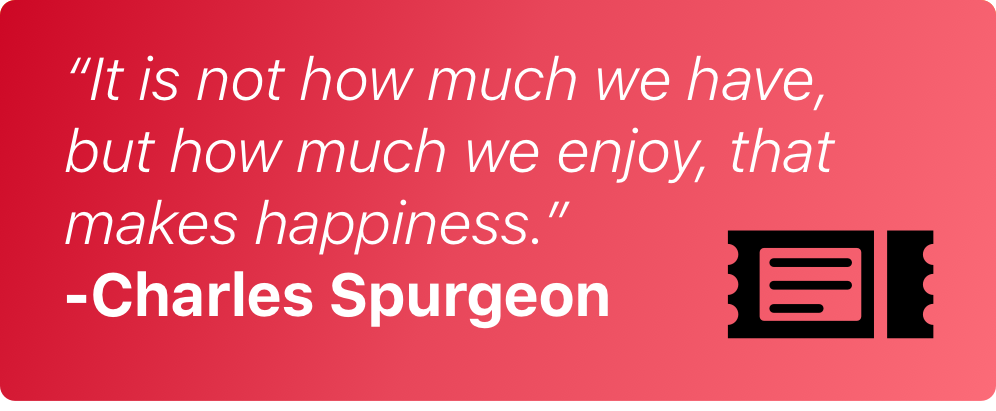 “It is not how much we have,
but how much we enjoy, that
makes happiness.”
-Charles Spurgeon